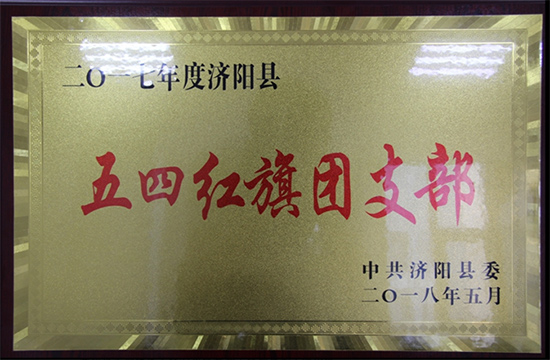 二〇一七年度济阳县
五四红旗团支部
中共济阳县委
二〇一八年五月